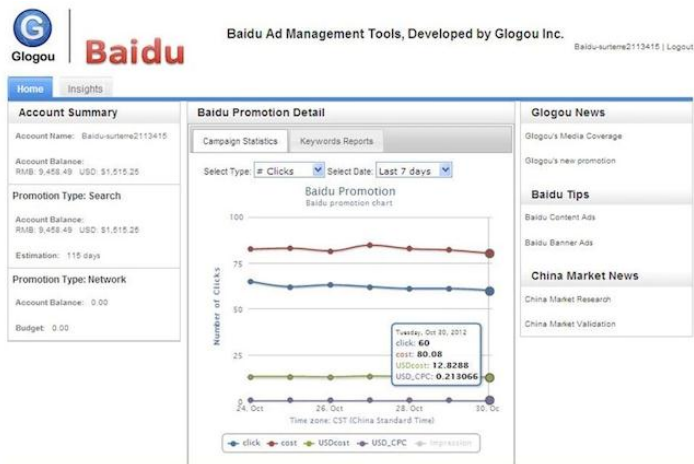 G
Glogou
Baidu
Baidu Ad Management Tools, Developed by Glogou Inc.
Baidu-surterre2113415 | Logout
Home Insights
Account Summary
Account Name: Baidu-surterre2113415
Account Balance:
RMB: 9,458.49 USD: $1,515.25
Promotion Type: Search
Account Balance:
RMB: 9,458.49 USD: $1,515.25
Estimation: 115 days
Promotion Type: Network
Account Balance: 0.00
Budget: 0.00
Baidu Promotion Detail
Campaign Statistics Keywords Reports
Select Type: # Clicks Select Date: Last 7 days
Baidu Promotion
Baidu promotion chart
Number of Clicks
100
75
50
25
0
Tuesday, Oct 30, 2012
click: 60
cost: 80.08
USDcost: 12.8288
USD_CPC: 0.213066
24. Oct 26. Oct 28. Oct 30. Oc
Time zone: CST (China Standard Time)
click cost USDcost USD_CPC Impression
Glogou News
Glogou's Media Coverage
Glogou's new promotion
Baidu Tips
Baidu Content Ads
Baidu Banner Ads
China Market News
China Market Research
China Market Validation